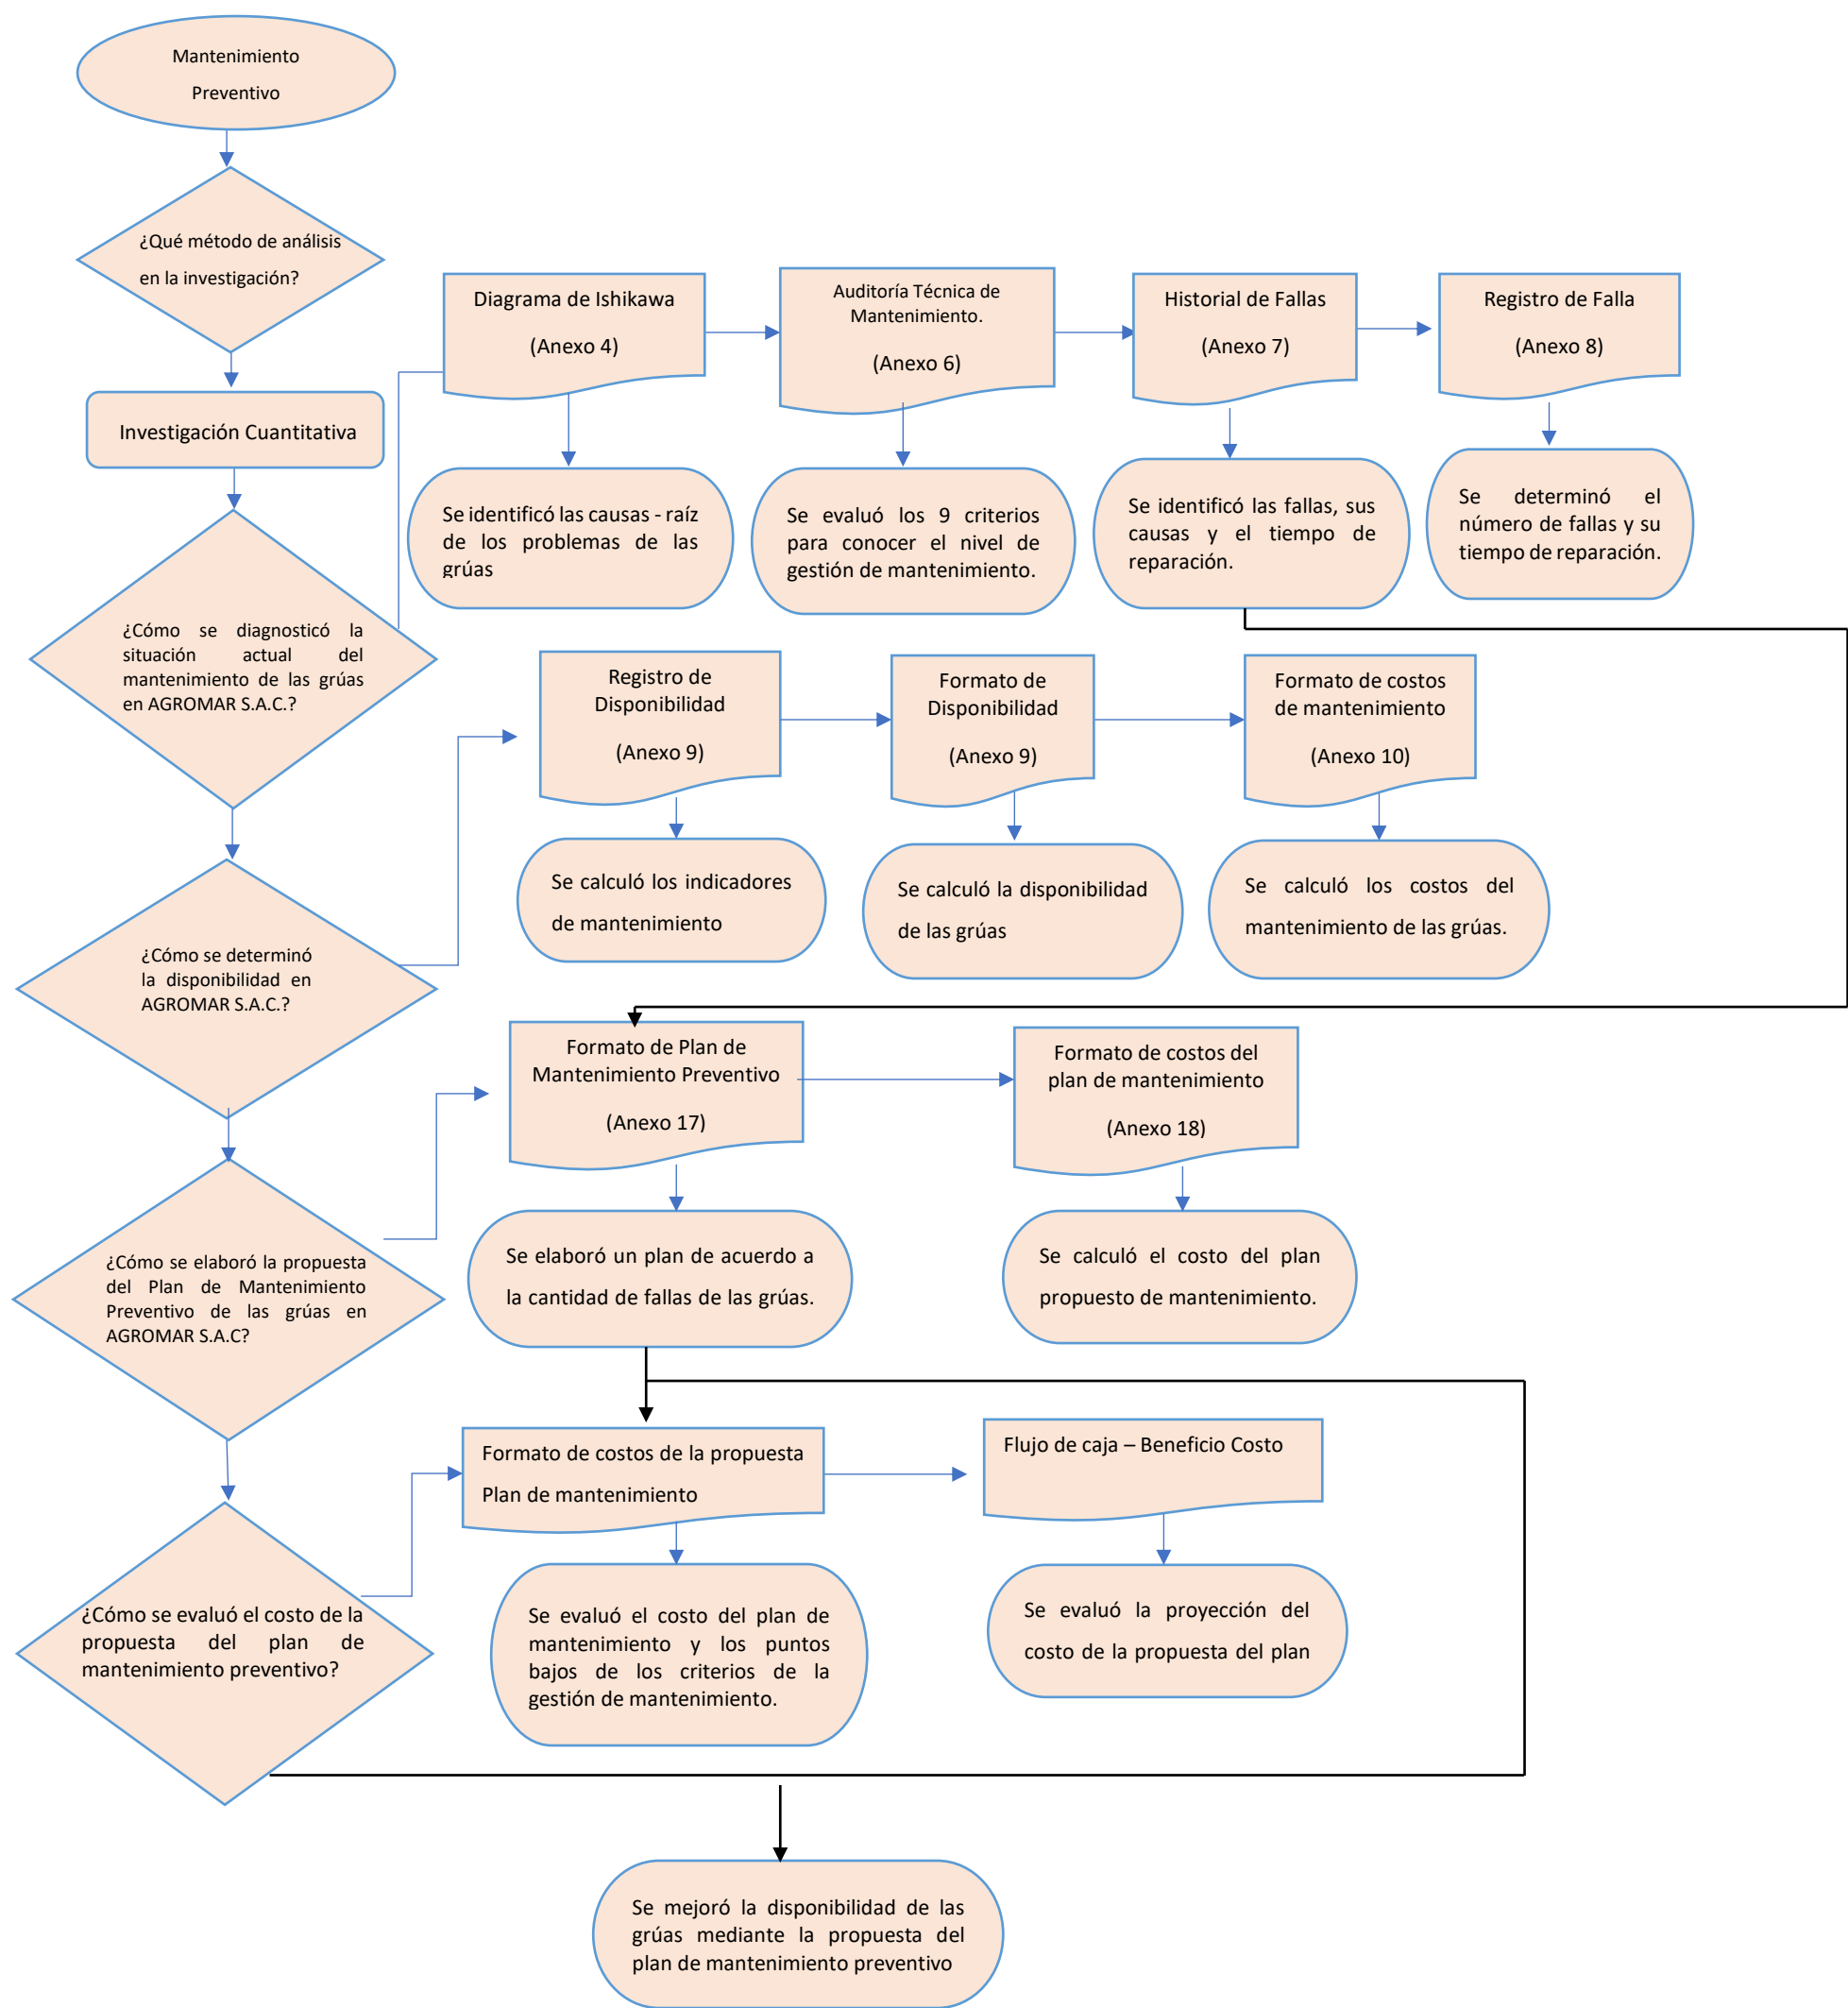 Mantenimiento
Preventivo
¿Qué método de análisis
en la investigación?
Investigación Cuantitativa
Diagrama de Ishikawa
(Anexo 4)
Auditoría Técnica de
Mantenimiento.
(Anexo 6)
Historial de Fallas
(Anexo 7)
Registro de Falla
(Anexo 8)
Se identificó las causas - raíz
de los problemas de las
grúas
Se evaluó los 9 criterios
para conocer el nivel de
gestión de mantenimiento.
Se identificó las fallas, sus
causas y el tiempo de
reparación.
Se determinó el
número de fallas y su
tiempo de reparación.
¿Cómo se diagnosticó la
situación actual del
mantenimiento de las grúas
en AGROMAR S.A.C.?
Registro de
Disponibilidad
(Anexo 9)
Formato de
Disponibilidad
(Anexo 9)
Formato de costos
de mantenimiento
(Anexo 10)
Se calculó los indicadores
de mantenimiento
Se calculó la disponibilidad
de las grúas
Se calculó los costos del
mantenimiento de las grúas.
¿Cómo se determinó
la disponibilidad en
AGROMAR S.A.C.?
Formato de Plan de
Mantenimiento Preventivo
(Anexo 17)
Formato de costos del
plan de mantenimiento
(Anexo 18)
Se elaboró un plan de acuerdo a
la cantidad de fallas de las grúas.
Se calculó el costo del plan
propuesto de mantenimiento.
¿Cómo se elaboró la propuesta
del Plan de Mantenimiento
Preventivo de las grúas en
AGROMAR S.A.C?
Formato de costos de la propuesta
Plan de mantenimiento
Flujo de caja – Beneficio Costo
Se evaluó el costo del plan de
mantenimiento y los puntos
bajos de los criterios de la
gestión de mantenimiento.
Se evaluó la proyección del
costo de la propuesta del plan
¿Cómo se evaluó el costo de la
propuesta del plan de
mantenimiento preventivo?
Se mejoró la disponibilidad de las
grúas mediante la propuesta del
plan de mantenimiento preventivo